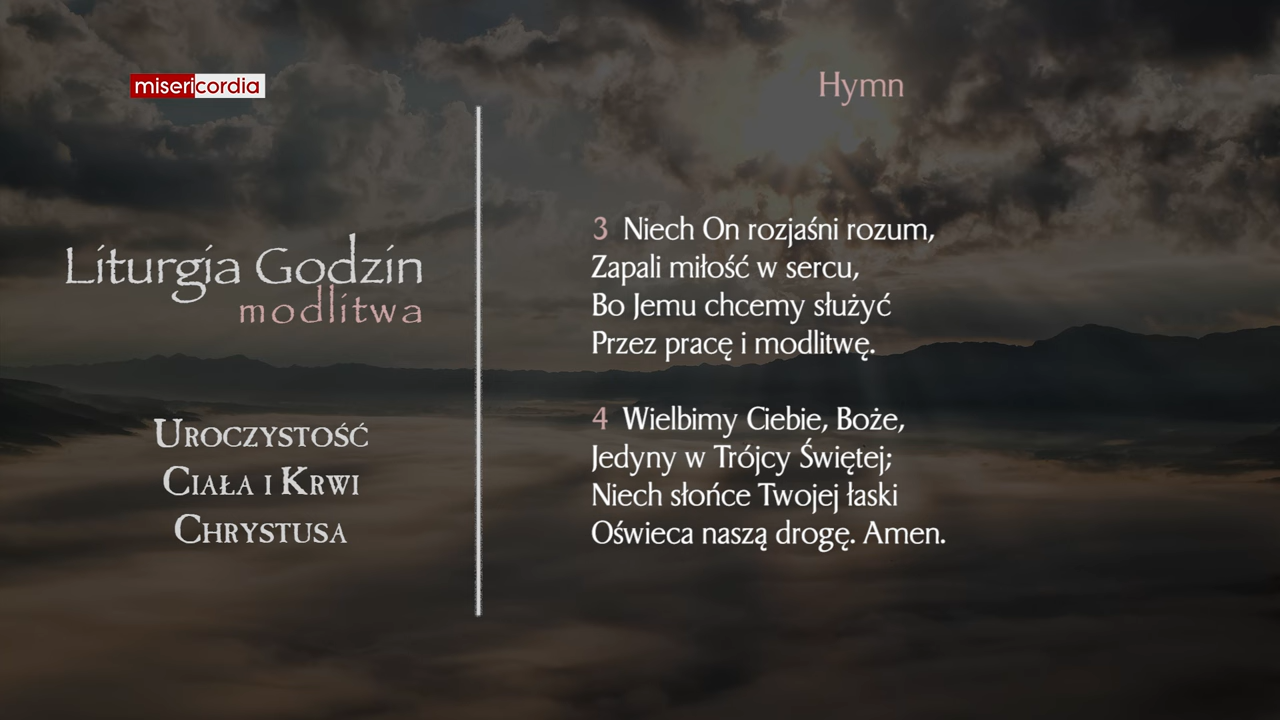 misericordia
Liturgia Godzin
modlitwa
Uroczystość
Ciała i Krwi
Chrystusa
Hymn
3 Niech On rozjaśni rozum,
Zapali miłość w sercu,
Bo Jemu chcemy służyć
Przez pracę i modlitwę.
4 Wielbimy Ciebie, Boże,
Jedyny w Trójcy Świętej;
Niech słońce Twojej łaski
Oświeca naszą drogę. Amen.